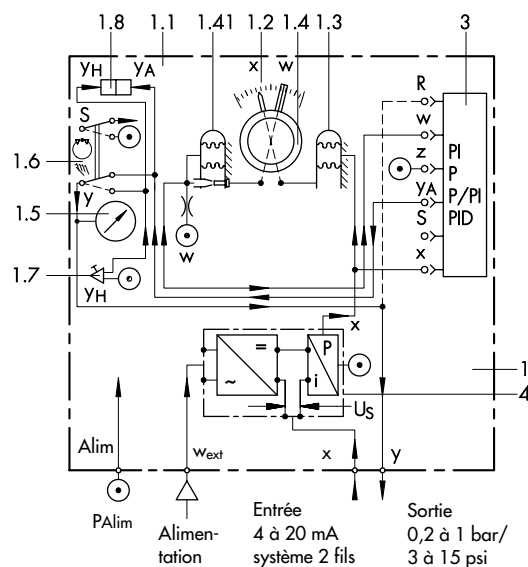 1.8 1.1 1.41 1.2 1.4 1.3 3
x w
yH yA
R
S
w
1.6
z
PI
P
P/PI
PID
yA
y
S
1.5
w
x
1.7
yH
x
= P
~ i
1
4
US
Alim
wext
x y
PAlim
Alimen-
tation
Entrée
4 à 20 mA
système 2 fils
Sortie
0,2 à 1 bar/
3 à 15 psi